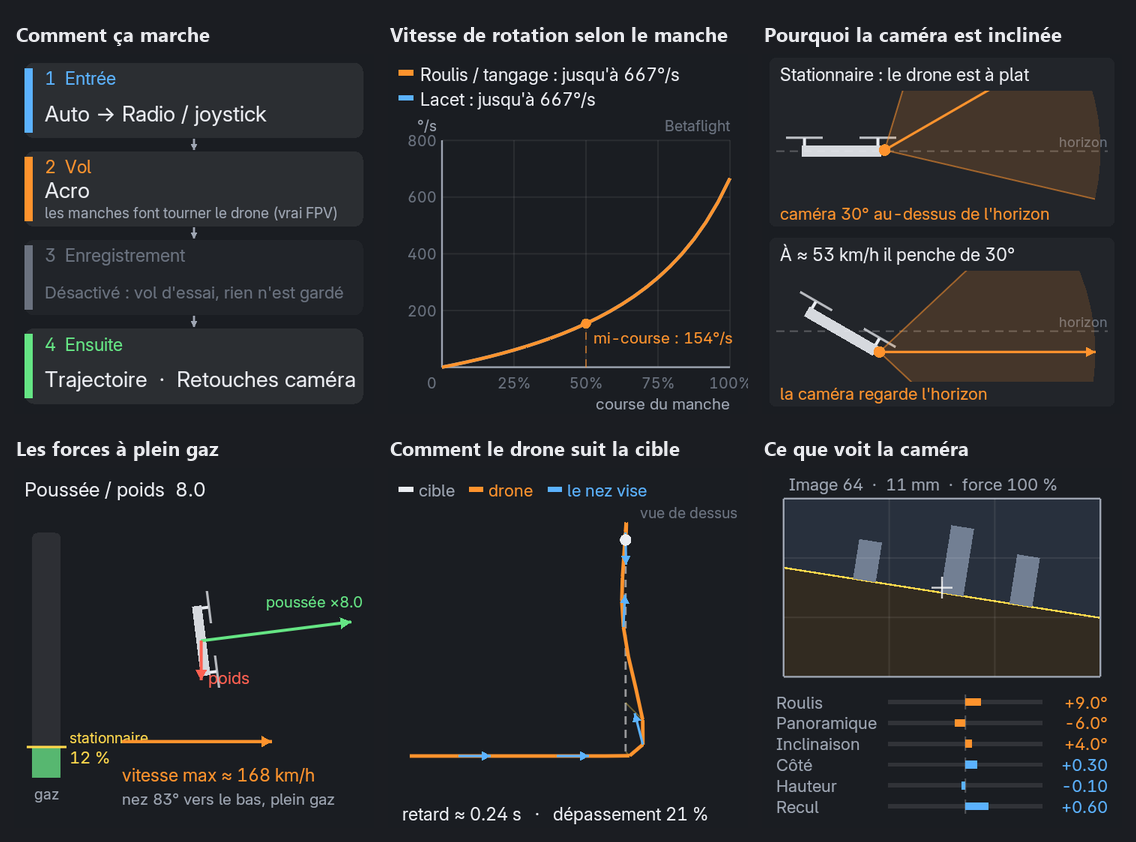 Comment ça marche
1 Entrée
Auto → Radio / joystick
2 Vol
Acro
les manches font tourner le drone (vrai FPV)
3 Enregistrement
Désactivé : vol d'essai, rien n'est gardé
4 Ensuite
Trajectoire · Retouches caméra
Vitesse de rotation selon le manche
Roulis / tangage : jusqu'à 667°/s
Lacet : jusqu'à 667°/s
°/s
Betaflight
800
600
400
200
mi-course : 154°/s
0 25% 50% 75% 100%
course du manche
Pourquoi la caméra est inclinée
Stationnaire : le drone est à plat
horizon
caméra 30° au-dessus de l'horizon
À ≈ 53 km/h il penche de 30°
horizon
la caméra regarde l'horizon
Les forces à plein gaz
Poussée / poids 8.0
poussée ×8.0
poids
stationnaire
12 %
vitesse max ≈ 168 km/h
nez 83° vers le bas, plein gaz
gaz
Comment le drone suit la cible
cible drone le nez vise
vue de dessus
retard ≈ 0.24 s · dépassement 21 %
Ce que voit la caméra
Image 64 · 11 mm · force 100 %
Roulis +9.0°
Panoramique -6.0°
Inclinaison +4.0°
Côté +0.30
Hauteur -0.10
Recul +0.60